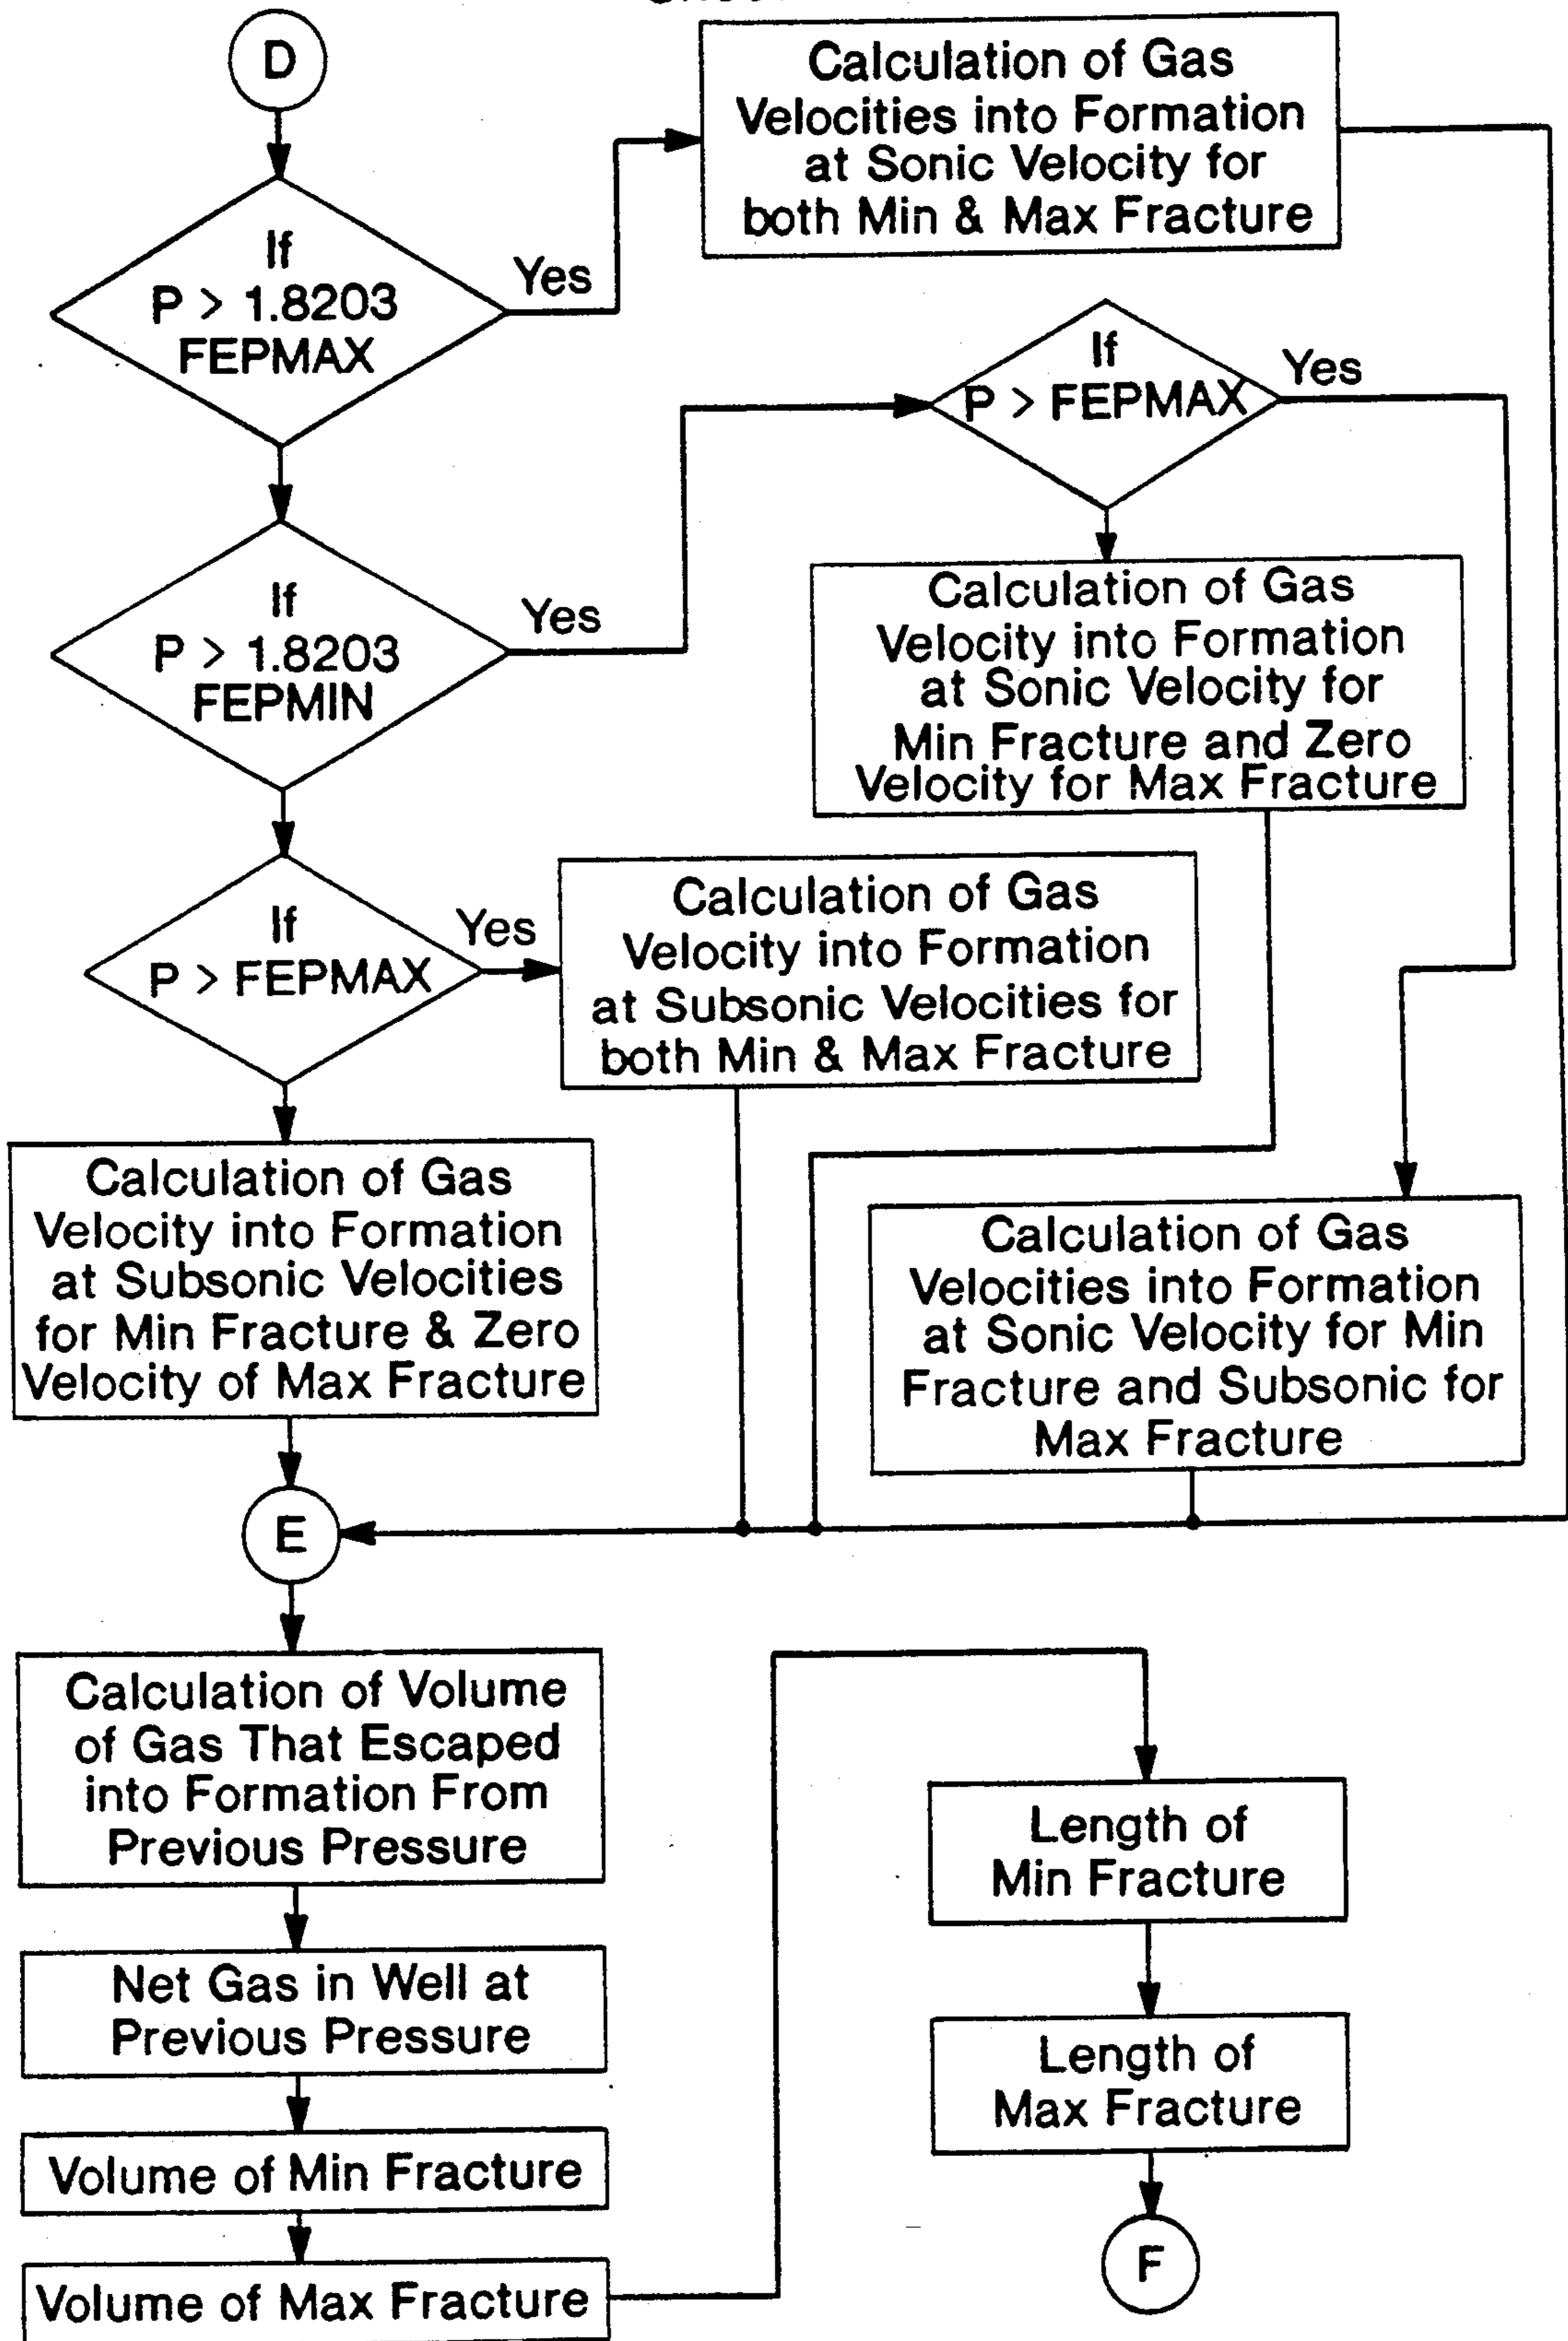 D
If
P > 1.8203
FEPMAX
Yes
Calculation of Gas
Velocities into Formation
at Sonic Velocity for
both Min & Max Fracture
If
P > 1.8203
FEPMIN
Yes
If
P > FEPMAX
Yes
Calculation of Gas
Velocity into Formation
at Sonic Velocity for
Min Fracture and Zero
Velocity for Max Fracture
If
P > FEPMAX
Yes
Calculation of Gas
Velocity into Formation
at Subsonic Velocities for
both Min & Max Fracture
Calculation of Gas
Velocity into Formation
at Subsonic Velocities
for Min Fracture & Zero
Velocity of Max Fracture
Calculation of Gas
Velocities into Formation
at Sonic Velocity for Min
Fracture and Subsonic for
Max Fracture
E
Calculation of Volume
of Gas That Escaped
into Formation From
Previous Pressure
Net Gas in Well at
Previous Pressure
Volume of Min Fracture
Volume of Max Fracture
Length of
Min Fracture
Length of
Max Fracture
F